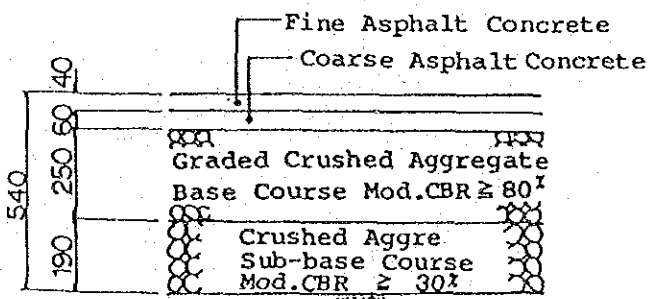 Fine Asphalt Concrete
Coarse Asphalt Concrete
40
60
250
190
540
Graded Crushed Aggregate
Base Course Mod.CBR ≧ 80%
Crushed Aggre
Sub-base Course
Mod.CBR ≧ 30%